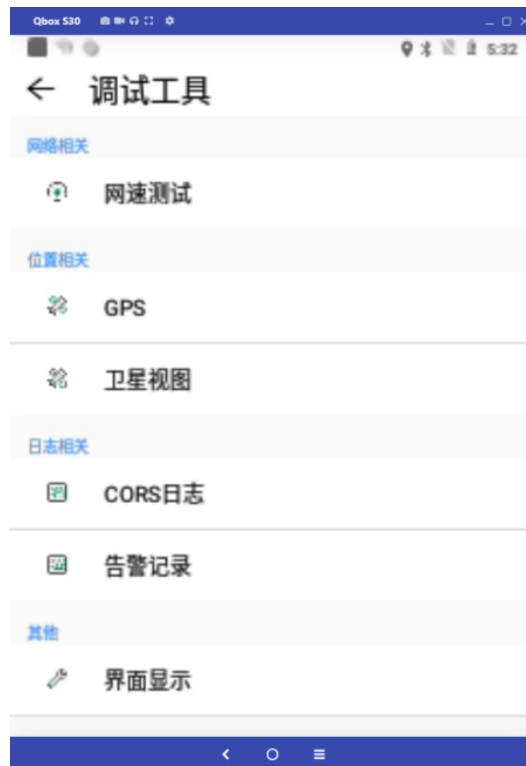 Qbox S30
5:32
调试工具
网络相关
网速测试
位置相关
GPS
卫星视图
日志相关
CORS日志
告警记录
其他
界面显示